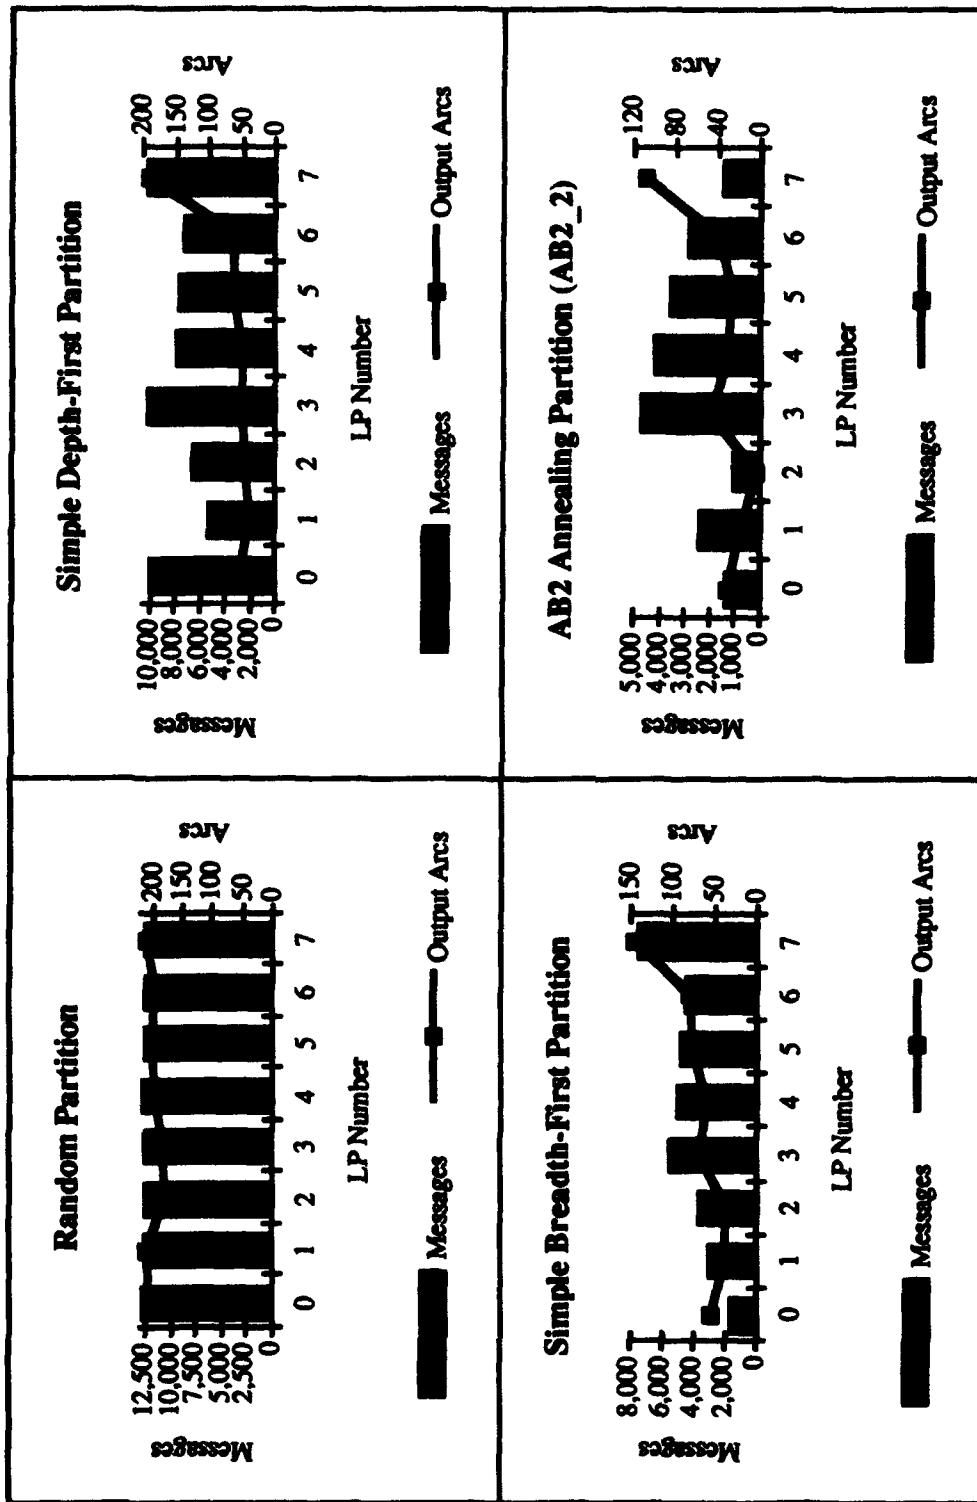 Random Partition
Messages
12,500
10,000
7,500
5,000
2,500
0
200
150
100
50
0
Arcs
0 1 2 3 4 5 6 7
LP Number
Messages Output Arcs
Simple Depth-First Partition
Messages
10,000
8,000
6,000
4,000
2,000
0
200
150
100
50
0
Arcs
0 1 2 3 4 5 6 7
LP Number
Messages Output Arcs
Simple Breadth-First Partition
Messages
8,000
6,000
4,000
2,000
0
150
100
50
0
Arcs
0 1 2 3 4 5 6 7
LP Number
Messages Output Arcs
AB2 Annealing Partition (AB2_2)
Messages
5,000
4,000
3,000
2,000
1,000
0
120
80
40
0
Arcs
0 1 2 3 4 5 6 7
LP Number
Messages Output Arcs